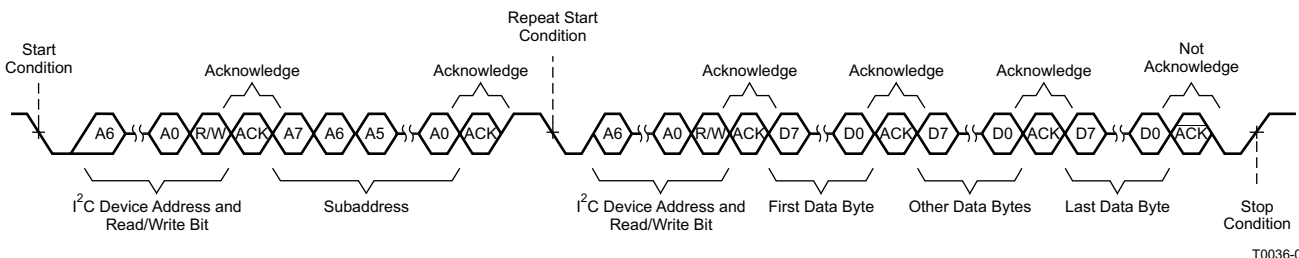 Repeat Start
Condition
Start
Condition
Acknowledge
Acknowledge
Acknowledge
Acknowledge
Acknowledge
Not
Acknowledge
A6 A0 R/W ACK A7 A6 A5 A0 ACK A6 A0 R/W ACK D7 D0 ACK D7 D0 ACK D7 D0 ACK
I2C Device Address and
Read/Write Bit
Subaddress
I2C Device Address and
Read/Write Bit
First Data Byte
Other Data Bytes
Last Data Byte
Stop
Condition
T0036-0